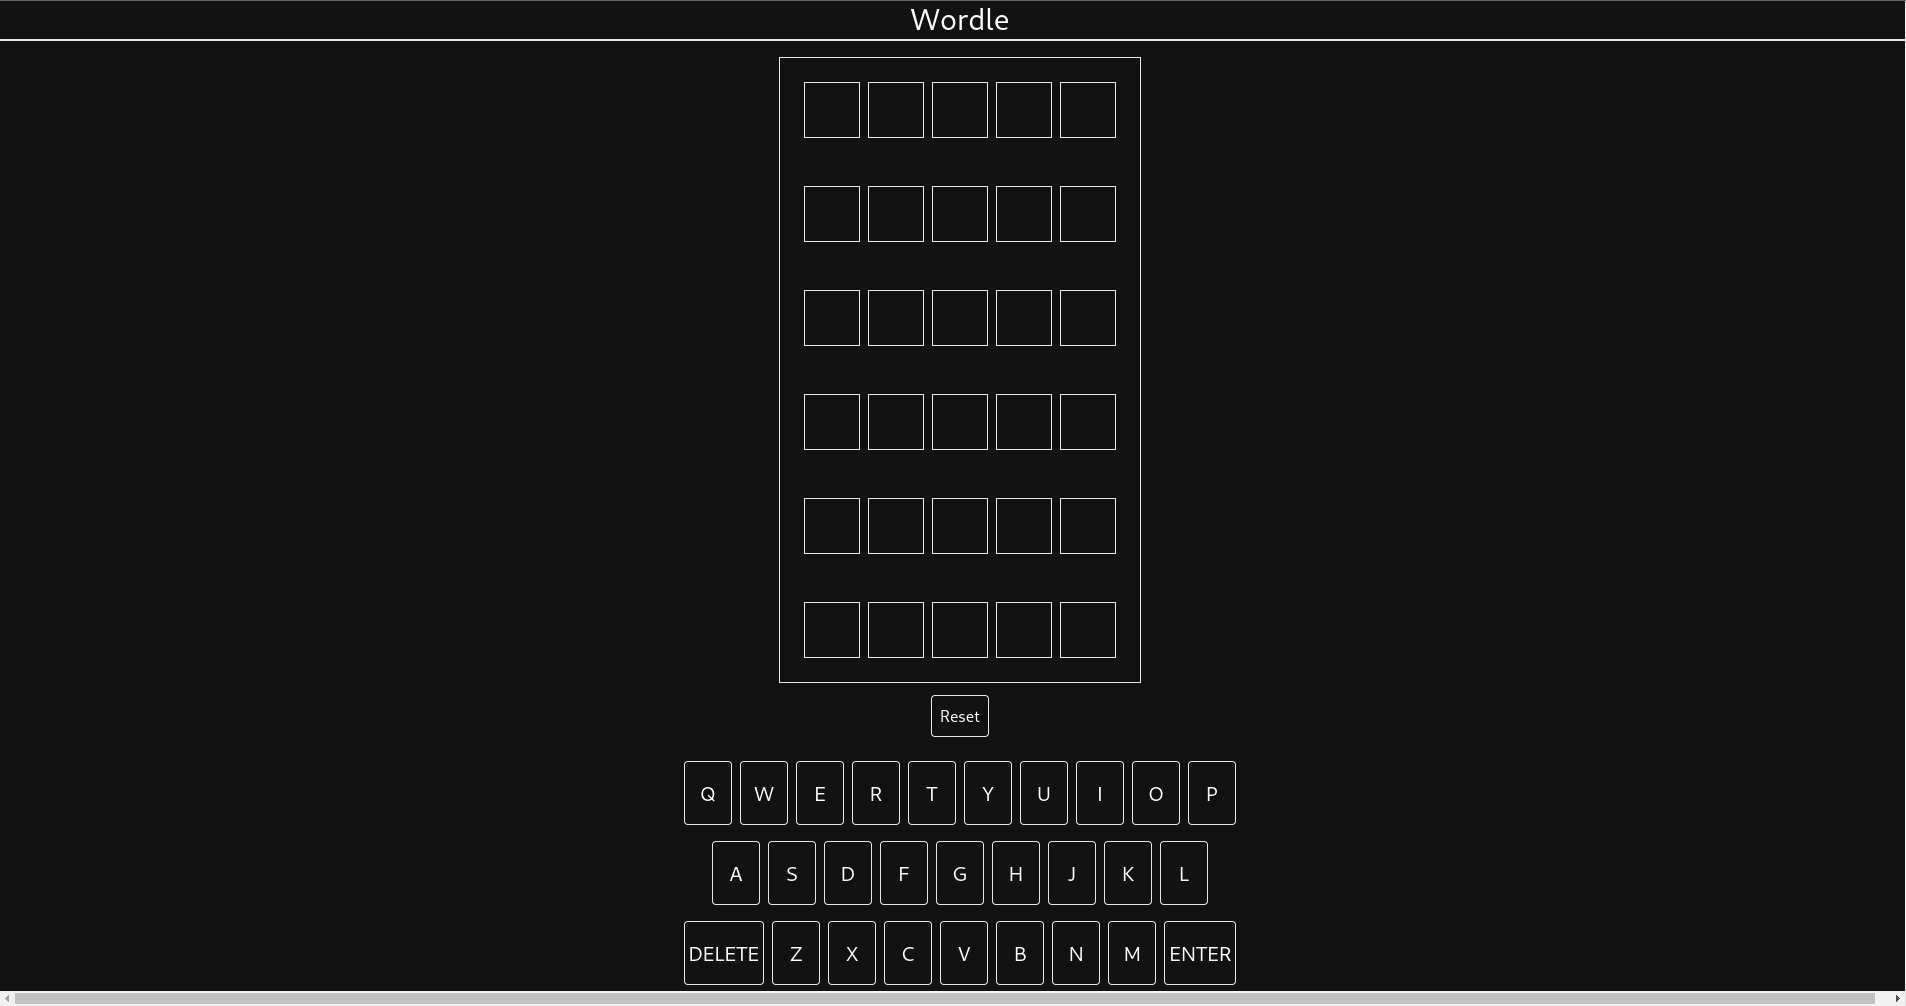 Wordle
Reset
Q W E R T Y U I O P
A S D F G H J K L
DELETE Z X C V B N M ENTER